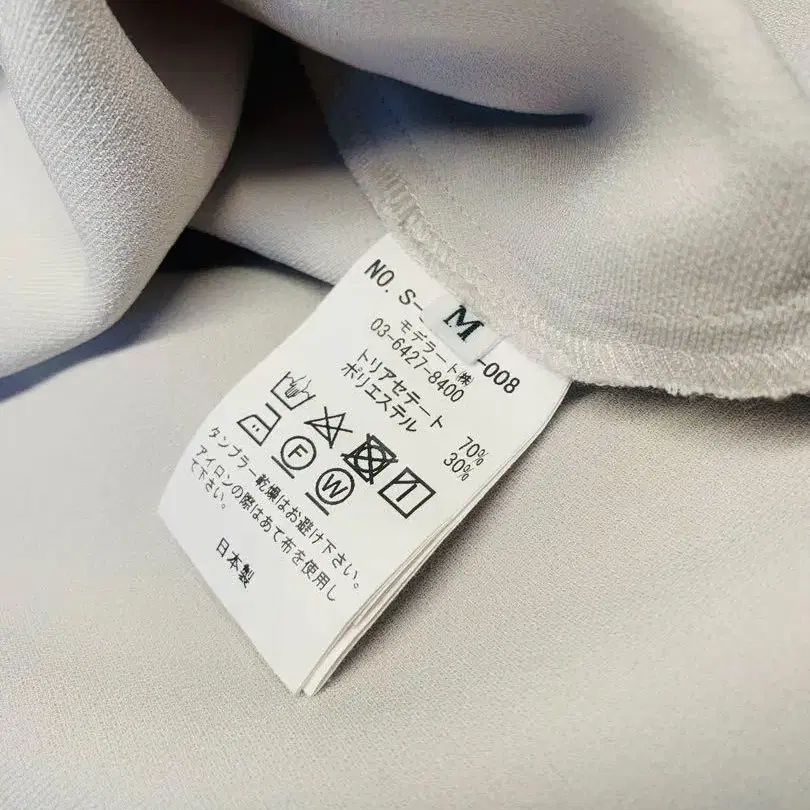 NO. S-
M
-008
モデラート㈱
03-6427-8400
トリアセテート 70%
ポリエステル 30%
F
W
タンブラー乾燥はお避け下さい。
アイロンの際はあて布を使用し
て下さい。
日本製